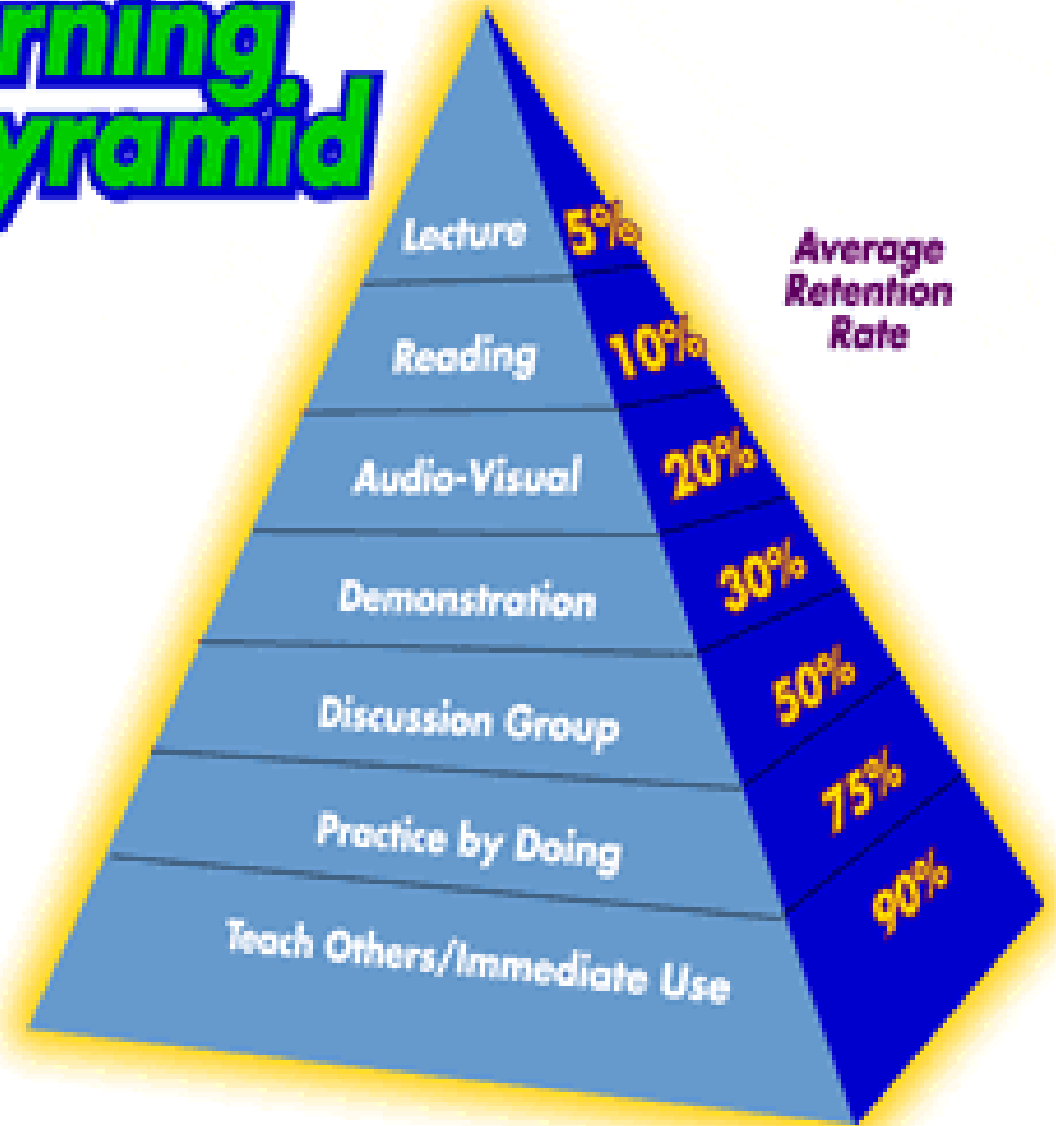 rning
yramid
Lecture 5%
Average
Retention
Rate
Reading 10%
Audio-Visual 20%
Demonstration 30%
Discussion Group 50%
Practice by Doing 75%
Teach Others/Immediate Use 90%